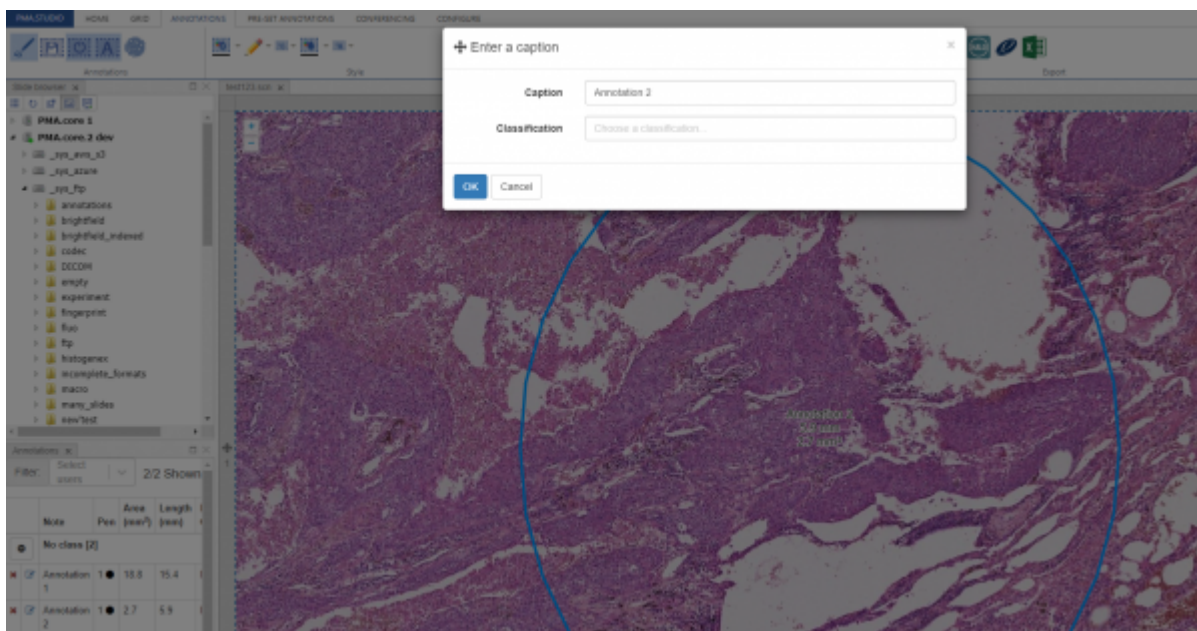 PMA.STUDIO HOME GRID ANNOTATIONS PRE-SET ANNOTATIONS CONFERENCING CONFIGURE
Annotations Style Export
Enter a caption
Caption Annotation 2
Classification Choose a classification...
OK Cancel
Slide browser
test123.scn
PMA.core 1
PMA.core.2 dev
_sys_aws_s3
_sys_azure
_sys_ftp
annotations
brightfield
brightfield_indexed
codec
DICOM
empty
experiment
fingerprint
fluo
ftp
histogenex
incomplete_formats
macro
many_slides
new'test
Annotations
Filter: Select users 2/2 Shown
Note Pen Area (mm²) Length (mm)
No class [2]
Annotation 1 1 18.8 15.4
Annotation 2 1 2.7 5.9